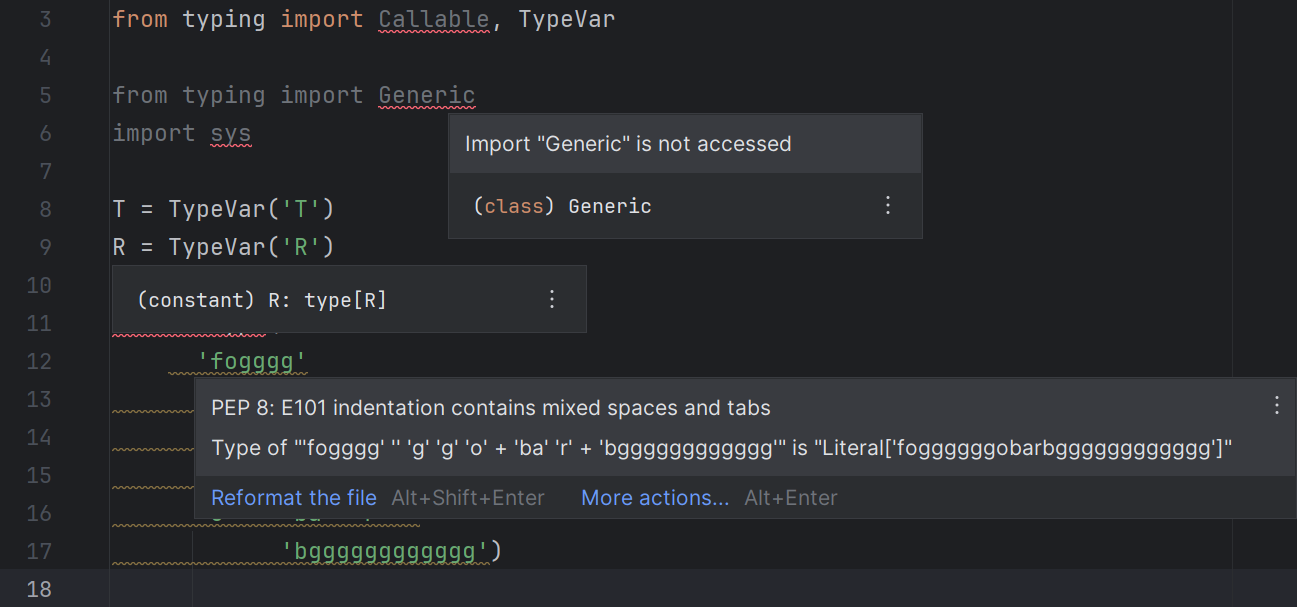 3 from typing import Callable, TypeVar
4
5 from typing import Generic
6 import sys
Import "Generic" is not accessed
7
(class) Generic
8 T = TypeVar('T')
9 R = TypeVar('R')
10 (constant) R: type[R]
11
12 'fogggg'
13 PEP 8: E101 indentation contains mixed spaces and tabs
14 Type of "'fogggg' '' 'g' 'g' 'o' + 'ba' 'r' + 'bgggggggggggg'" is "Literal['foggggggobarbgggggggggggg']"
15
16 Reformat the file Alt+Shift+Enter More actions... Alt+Enter
17 'bgggggggggggg')
18